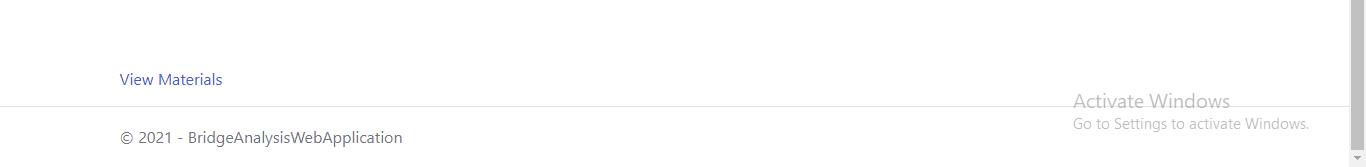 View Materials
Activate Windows
Go to Settings to activate Windows.
© 2021 - BridgeAnalysisWebApplication